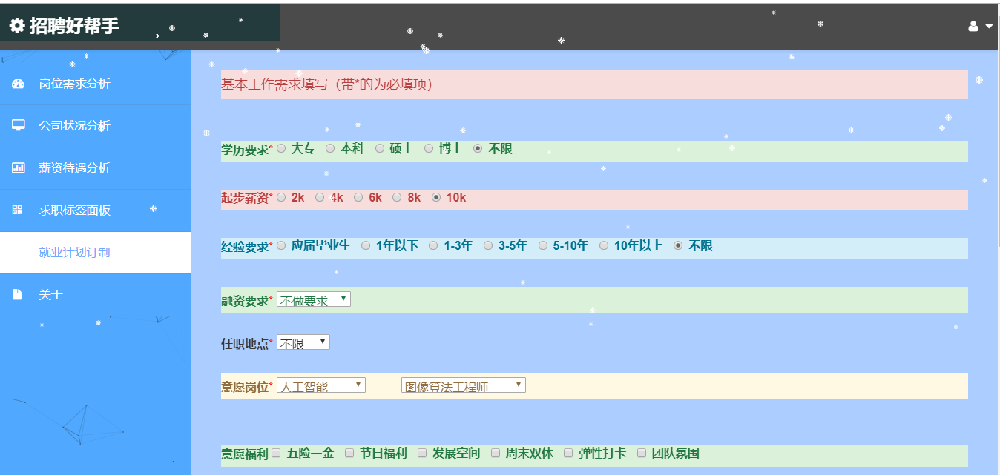 招聘好帮手
岗位需求分析
公司状况分析
薪资待遇分析
求职标签面板
就业计划订制
关于
基本工作需求填写（带*的为必填项）
学历要求* 大专 本科 硕士 博士 不限
起步薪资* 2k 4k 6k 8k 10k
经验要求* 应届毕业生 1年以下 1-3年 3-5年 5-10年 10年以上 不限
融资要求* 不做要求
任职地点* 不限
意愿岗位* 人工智能 图像算法工程师
意愿福利 五险一金 节日福利 发展空间 周末双休 弹性打卡 团队氛围